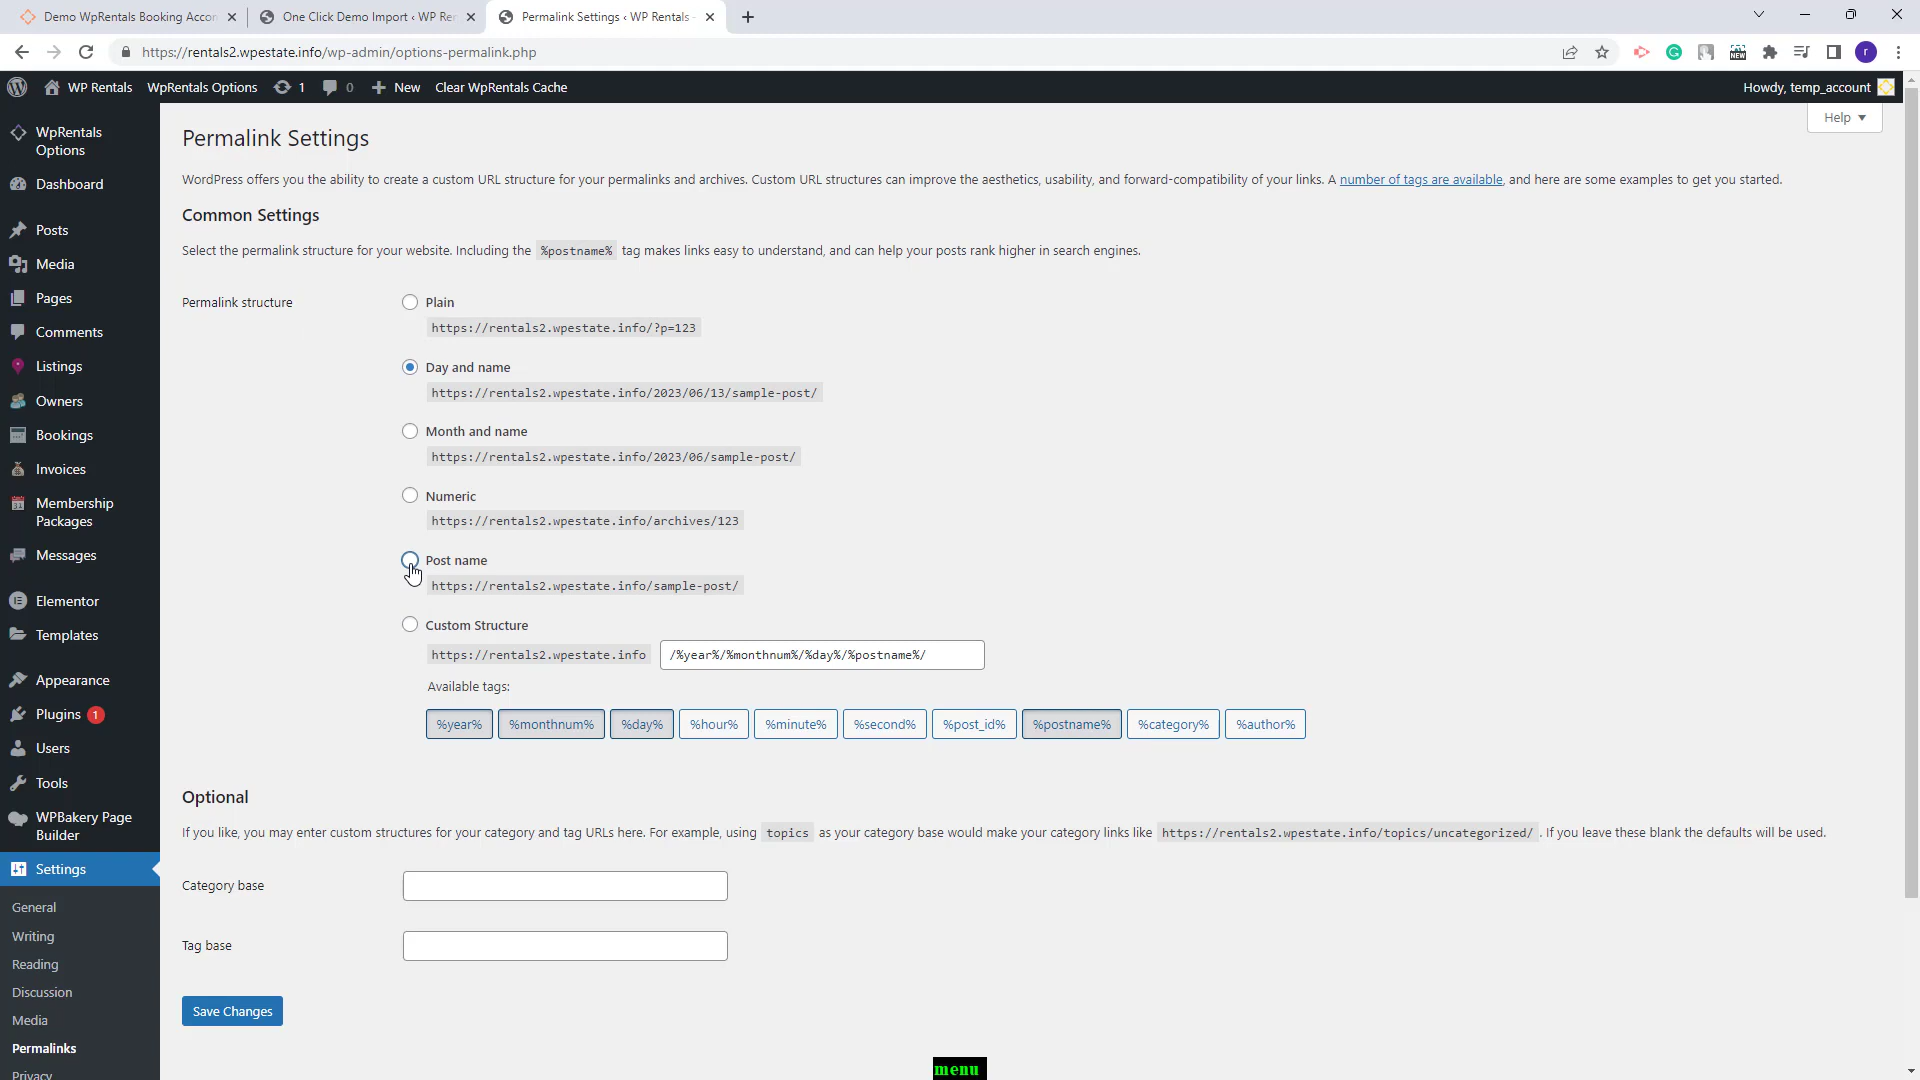 Demo WpRentals Booking Accor
One Click Demo Import ‹ WP Ren
Permalink Settings ‹ WP Rentals
https://rentals2.wpestate.info/wp-admin/options-permalink.php
NEW
r
WP Rentals
WpRentals Options
1
0
New
Clear WpRentals Cache
Howdy, temp_account
Help
WpRentals
Options
Dashboard
Posts
Media
Pages
Comments
Listings
Owners
Bookings
Invoices
Membership
Packages
Messages
Elementor
Templates
Appearance
Plugins 1
Users
Tools
WPBakery Page
Builder
Settings
General
Writing
Reading
Discussion
Media
Permalinks
Privacy
Permalink Settings
WordPress offers you the ability to create a custom URL structure for your permalinks and archives. Custom URL structures can improve the aesthetics, usability, and forward-compatibility of your links. A number of tags are available, and here are some examples to get you started.
Common Settings
Select the permalink structure for your website. Including the %postname% tag makes links easy to understand, and can help your posts rank higher in search engines.
Permalink structure
Plain
https://rentals2.wpestate.info/?p=123
Day and name
https://rentals2.wpestate.info/2023/06/13/sample-post/
Month and name
https://rentals2.wpestate.info/2023/06/sample-post/
Numeric
https://rentals2.wpestate.info/archives/123
Post name
https://rentals2.wpestate.info/sample-post/
Custom Structure
https://rentals2.wpestate.info /%year%/%monthnum%/%day%/%postname%/
Available tags:
%year% %monthnum% %day% %hour% %minute% %second% %post_id% %postname% %category% %author%
Optional
If you like, you may enter custom structures for your category and tag URLs here. For example, using topics as your category base would make your category links like https://rentals2.wpestate.info/topics/uncategorized/ . If you leave these blank the defaults will be used.
Category base
Tag base
Save Changes
menu